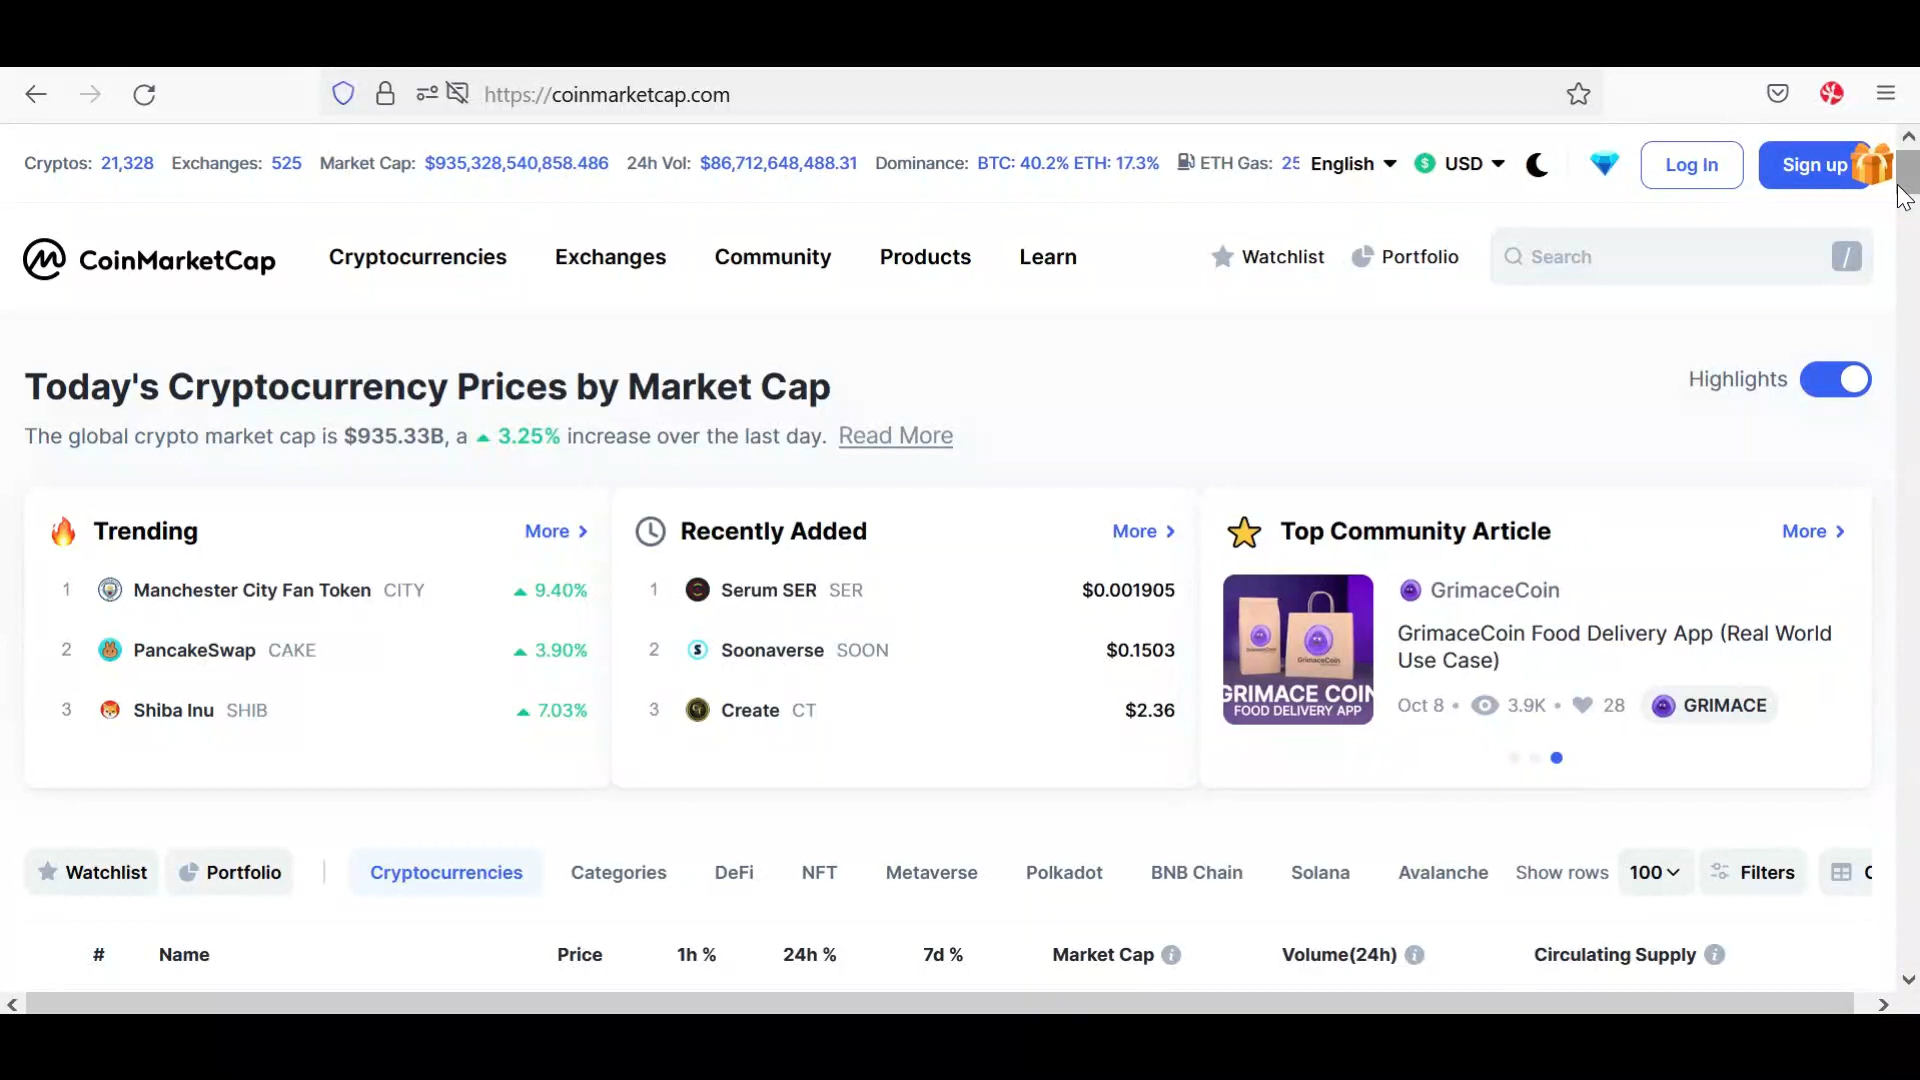 https://coinmarketcap.com
Cryptos: 21,328 Exchanges: 525 Market Cap: $935,328,540,858.486 24h Vol: $86,712,648,488.31 Dominance: BTC: 40.2% ETH: 17.3% ETH Gas: 25 English USD Log In Sign up
CoinMarketCap Cryptocurrencies Exchanges Community Products Learn Watchlist Portfolio Search /
Today's Cryptocurrency Prices by Market Cap Highlights
The global crypto market cap is $935.33B, a 3.25% increase over the last day. Read More
Trending More
1 Manchester City Fan Token CITY 9.40%
2 PancakeSwap CAKE 3.90%
3 Shiba Inu SHIB 7.03%
Recently Added More
1 Serum SER SER $0.001905
2 Soonaverse SOON $0.1503
3 Create CT $2.36
Top Community Article More
GRIMACE COIN
FOOD DELIVERY APP
GrimaceCoin
GrimaceCoin Food Delivery App (Real World
Use Case)
Oct 8 • 3.9K • 28 GRIMACE
Watchlist Portfolio Cryptocurrencies Categories DeFi NFT Metaverse Polkadot BNB Chain Solana Avalanche Show rows 100 Filters
# Name Price 1h % 24h % 7d % Market Cap Volume(24h) Circulating Supply